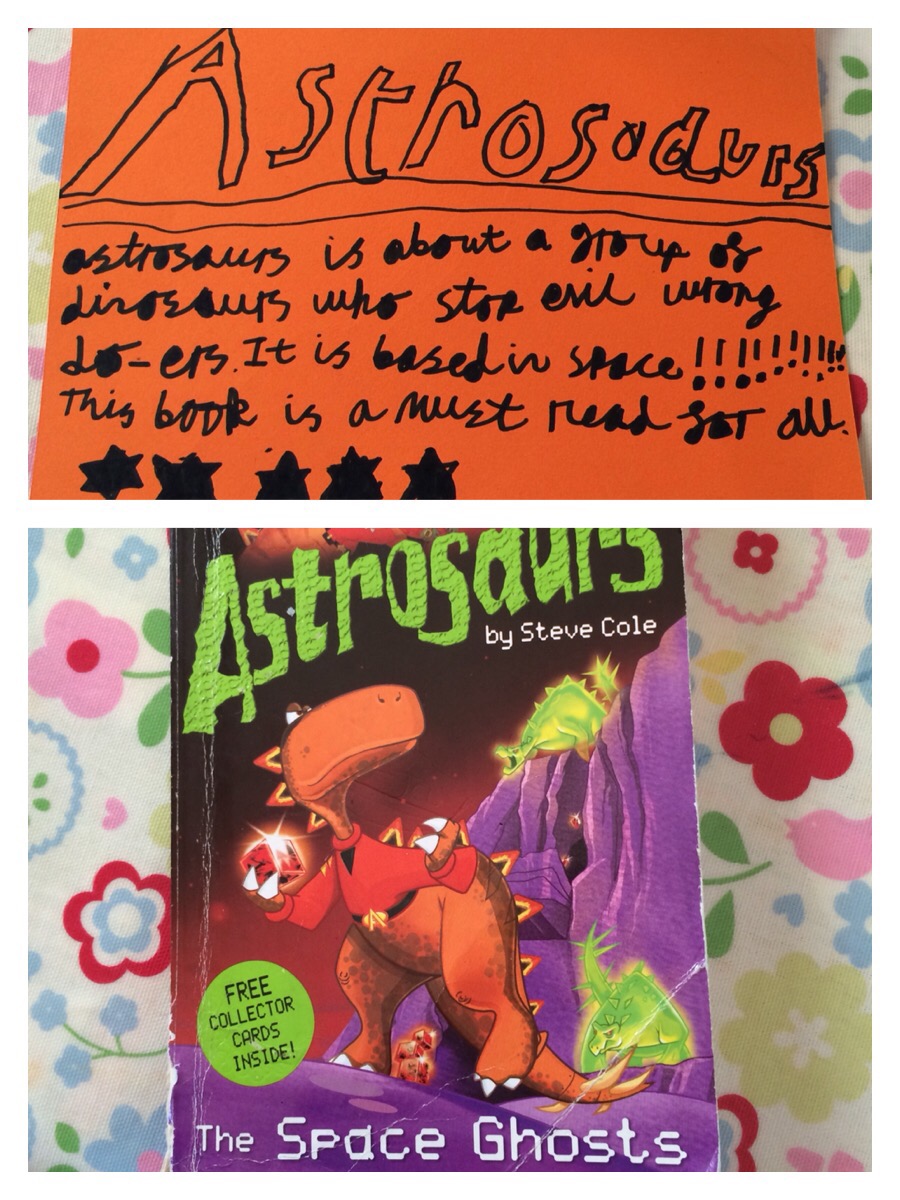 Astrosaurs
astrosaurs is about a group of
dinosaurs who stop evil wrong
do-ers. It is based in space!!!!!!!!!
This book is a must read for all.
Astrosaurs
by Steve Cole
FREE
COLLECTOR
CARDS
INSIDE!
The Space Ghosts